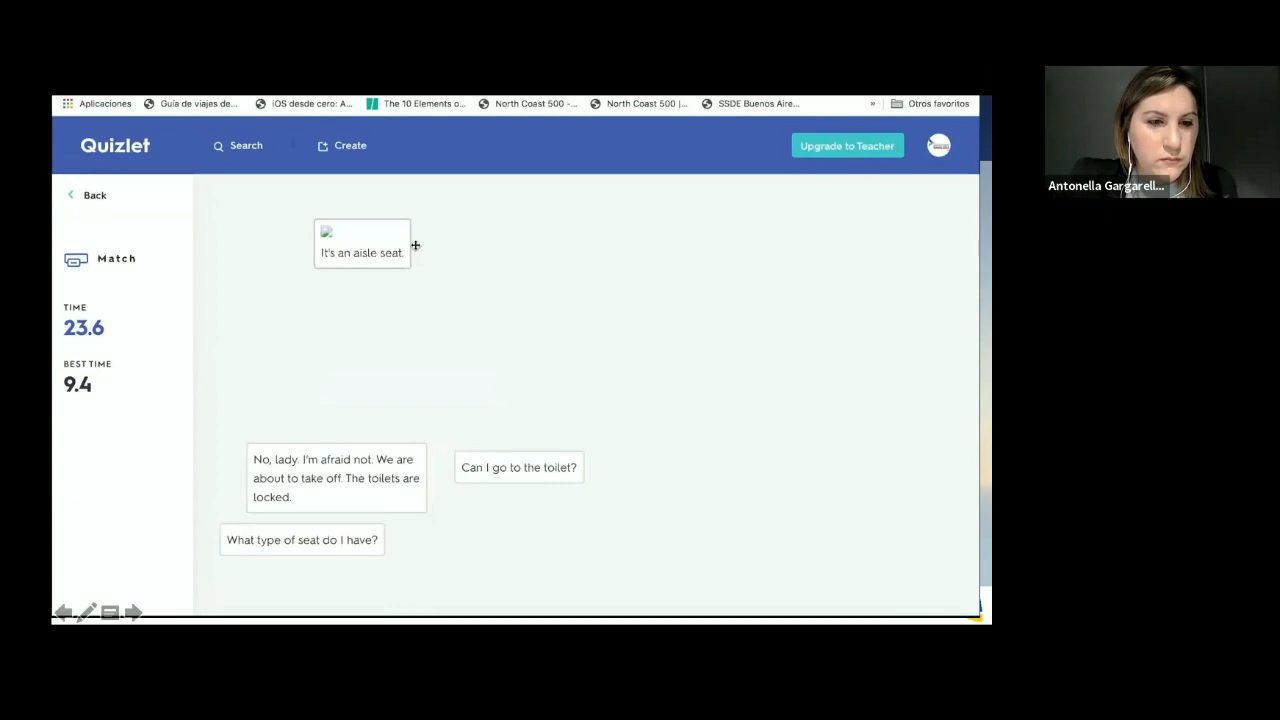 Aplicaciones
Guía de viajes de...
iOS desde cero: A...
The 10 Elements o...
North Coast 500 -...
North Coast 500 |...
SSDE Buenos Aire...
»
Otros favoritos
Quizlet
Search
Create
Upgrade to Teacher
Back
Match
TIME
23.6
BEST TIME
9.4
It's an aisle seat.
No, lady. I'm afraid not. We are
about to take off. The toilets are
locked.
Can I go to the toilet?
What type of seat do I have?
Antonella Gargarell...